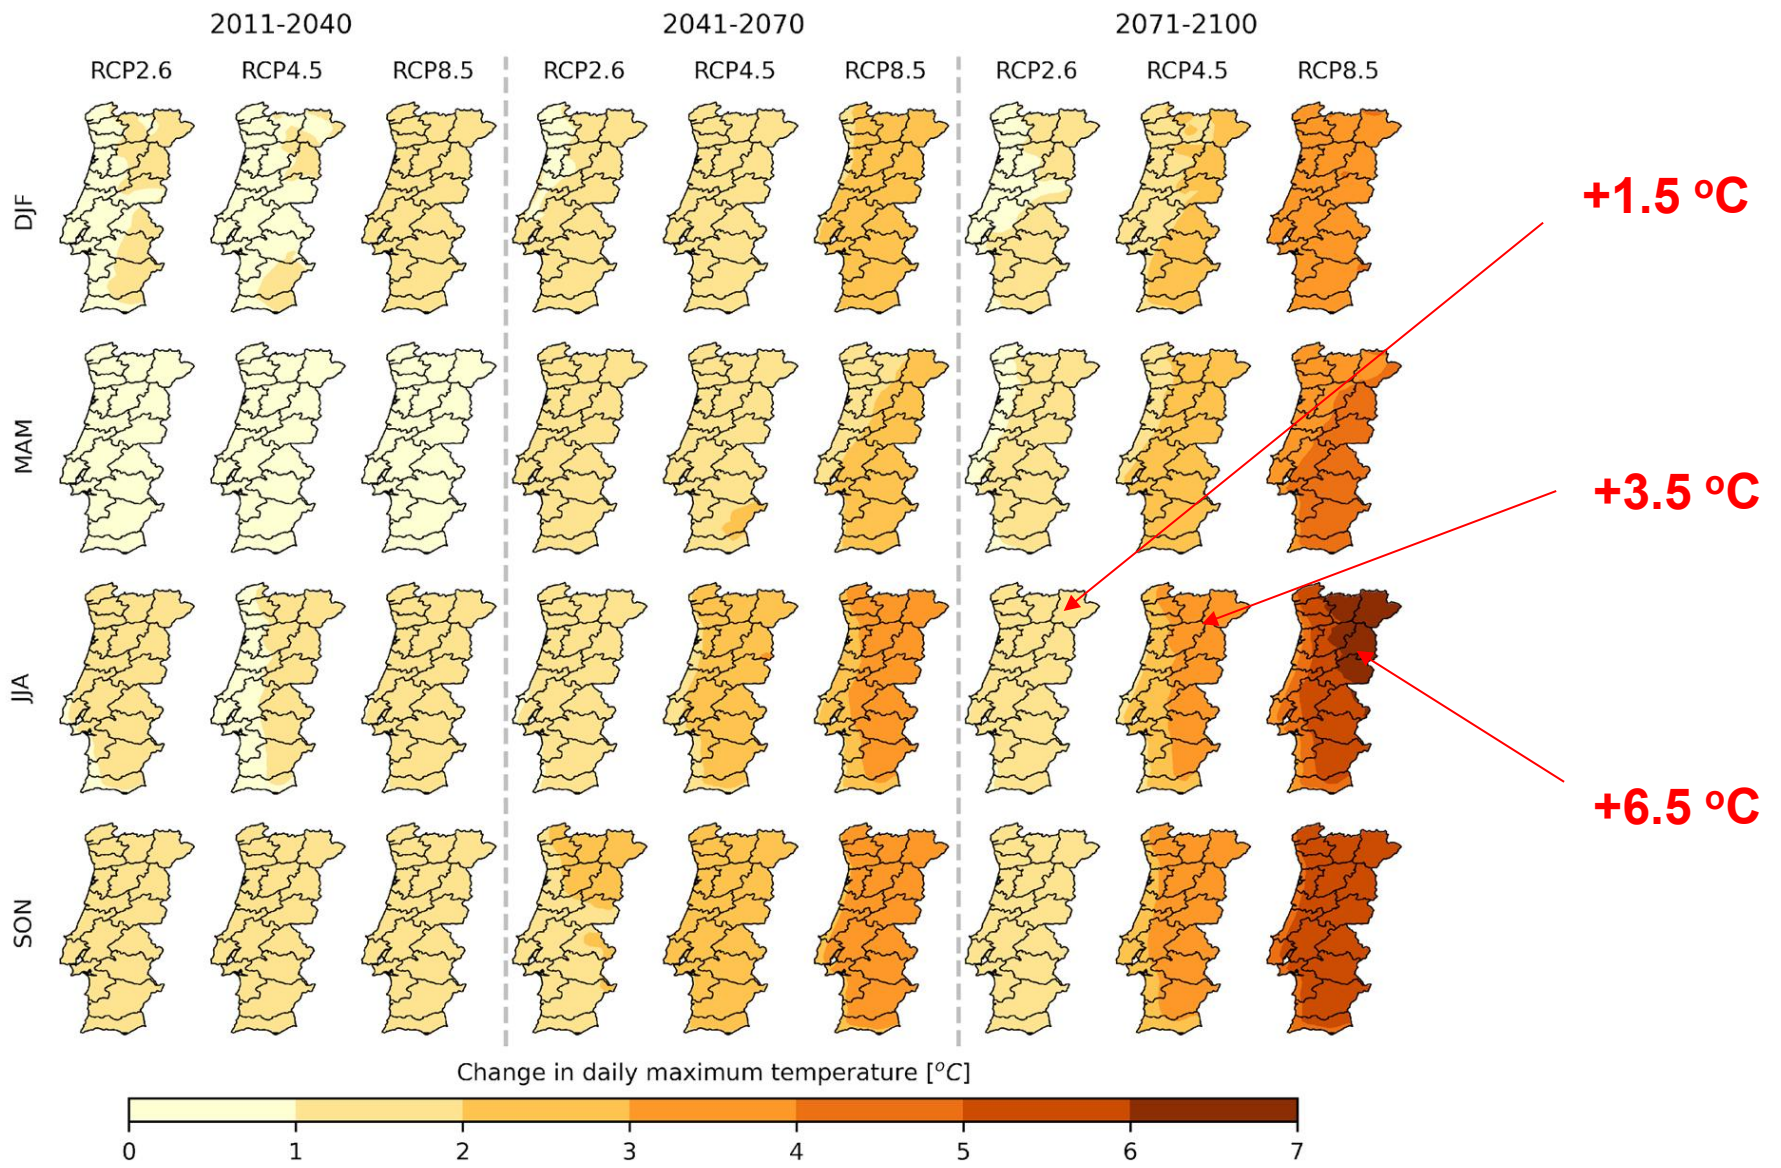 2011-2040 2041-2070 2071-2100
RCP2.6 RCP4.5 RCP8.5 RCP2.6 RCP4.5 RCP8.5 RCP2.6 RCP4.5 RCP8.5
DJF
+1.5 ºC
MAM
+3.5 ºC
JJA
+6.5 ºC
SON
Change in daily maximum temperature [°C]
0 1 2 3 4 5 6 7